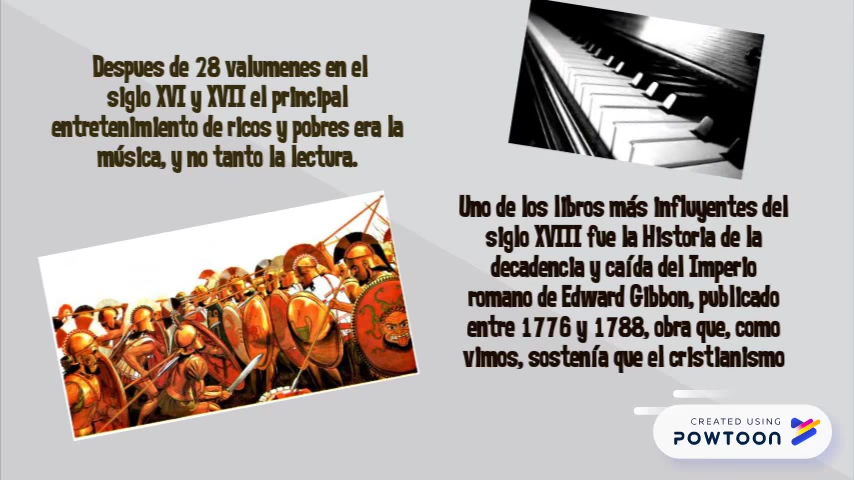 Despues de 28 valumenes en el
siglo XVI y XVII el principal
entretenimiento de ricos y pobres era la
música, y no tanto la lectura.
Uno de los libros más influyentes del
siglo XVIII fue la Historia de la
decadencia y caída del Imperio
romano de Edward Gibbon, publicado
entre 1776 y 1788, obra que, como
vimos, sostenía que el cristianismo
CREATED USING
POWTOON